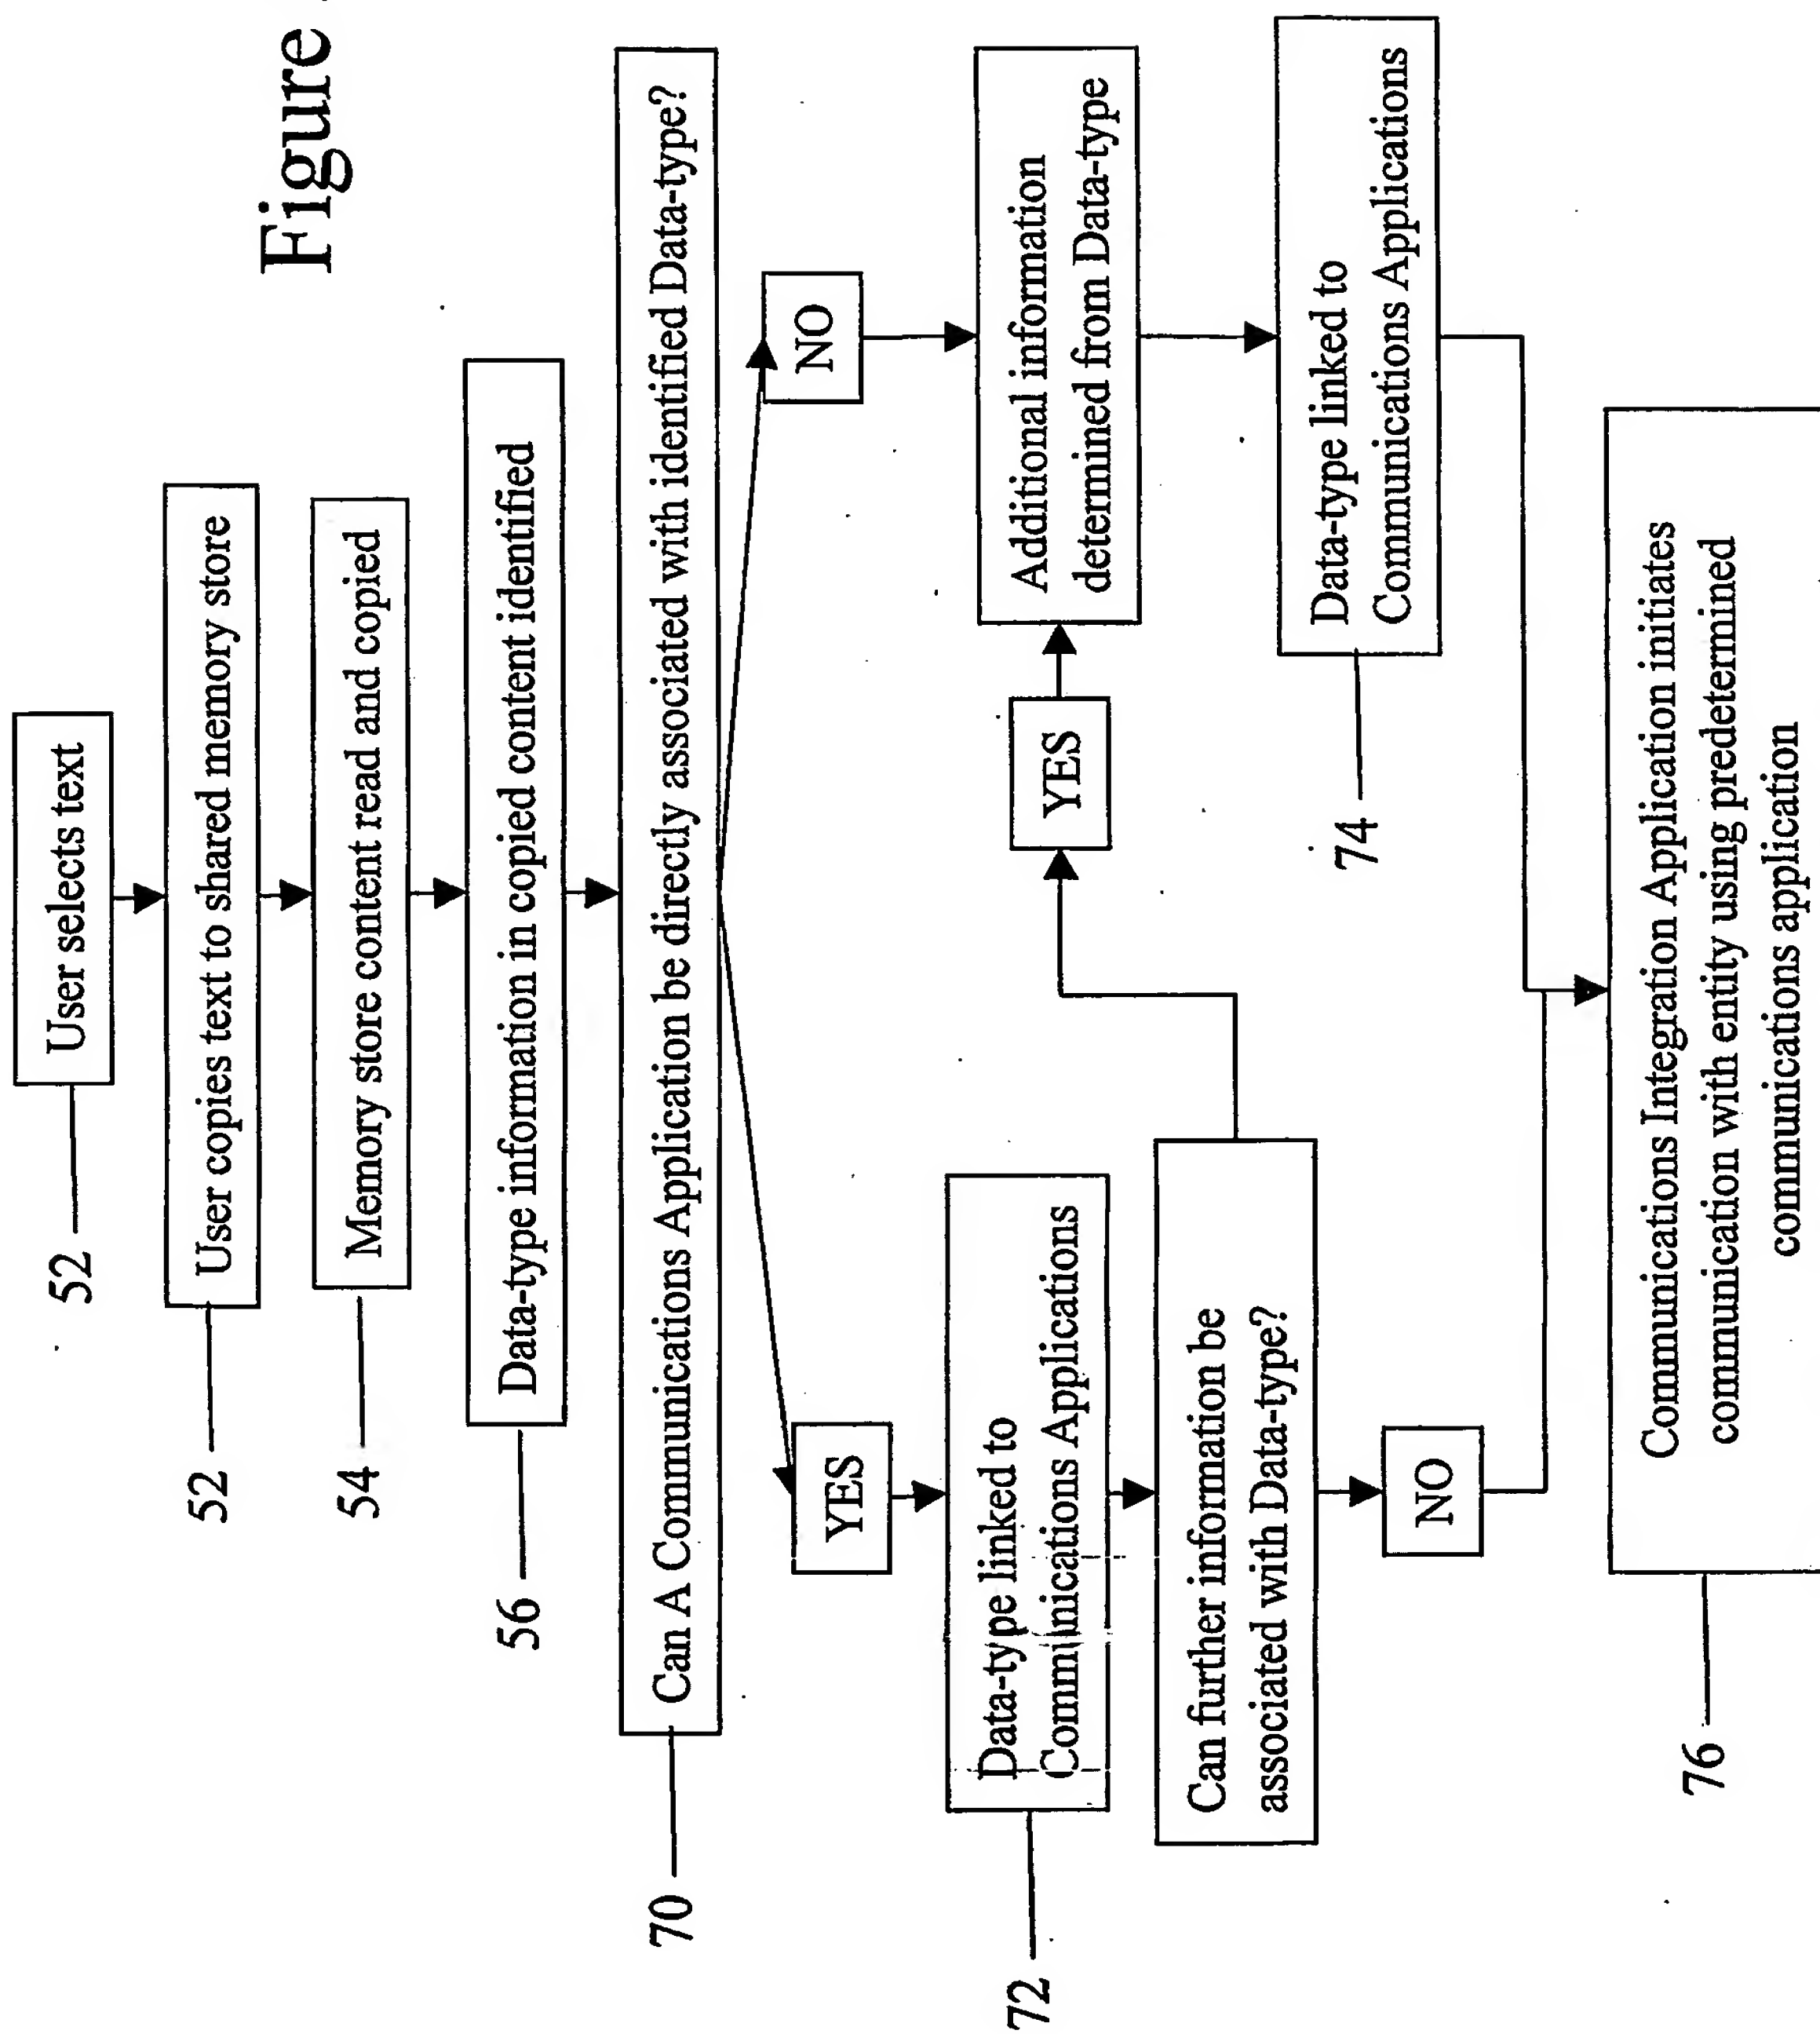 Figure
52
User selects text
52
User copies text to shared memory store
54
Memory store content read and copied
56
Data-type information in copied content identified
70
Can A Communications Application be directly associated with identified Data-type?
YES
NO
72
Data-type linked to
Communications Application
Can further information be
associated with Data-type?
YES
NO
Additional information
determined from Data-type
74
Data-type linked to
Communications Applications
76
Communications Integration Application initiates
communication with entity using predetermined
communications application